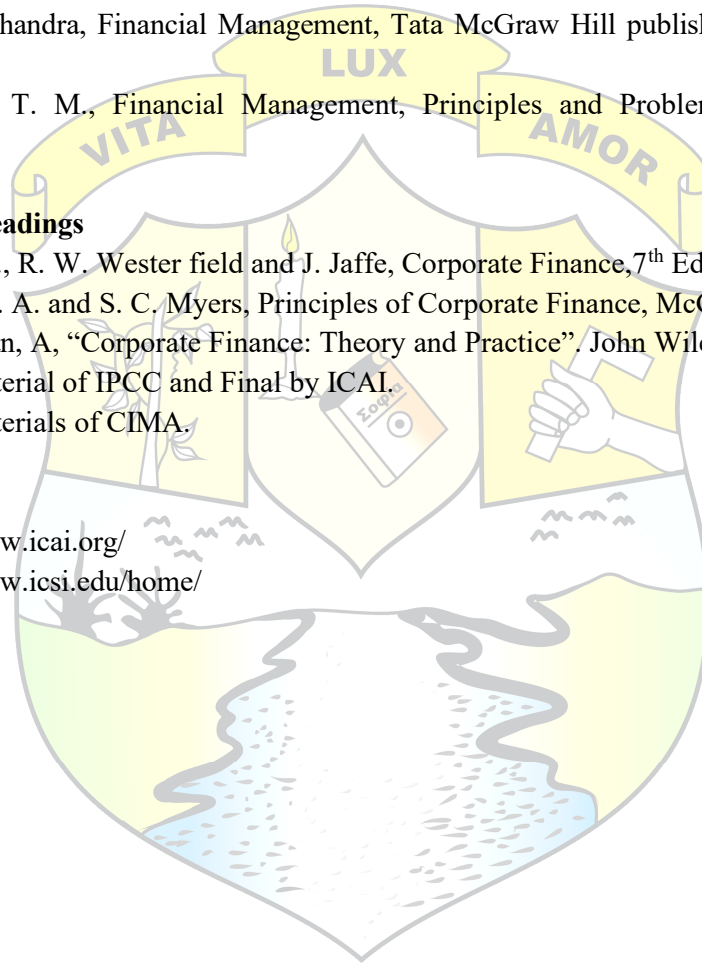 handra, Financial Management, Tata McGraw Hill publish
LUX
T. M., Financial Management, Principles and Probler
VITA
AMOR
eadings
., R. W. Wester field and J. Jaffe, Corporate Finance,7th Ed
. A. and S. C. Myers, Principles of Corporate Finance, McG
n, A, “Corporate Finance: Theory and Practice”. John Wile
terial of IPCC and Final by ICAI.
Σοφια
terials of CIMA.
w.icai.org/
w.icsi.edu/home/